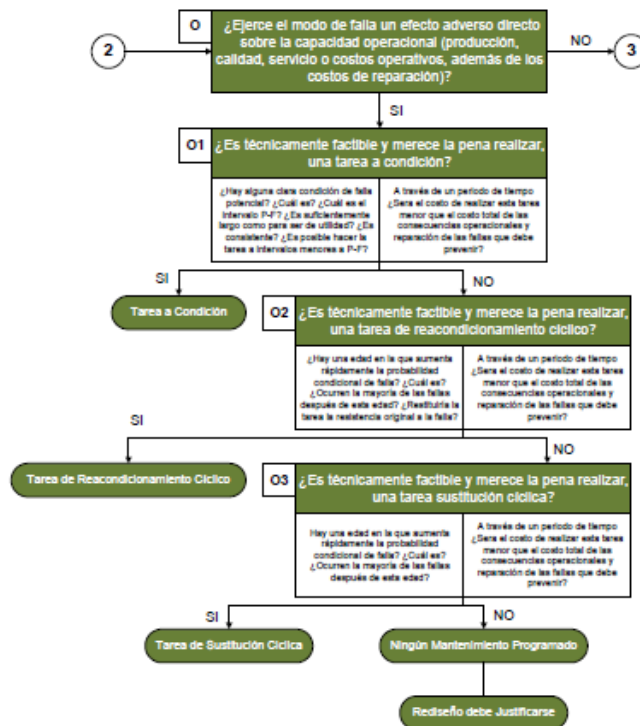 2
O
¿Ejerce el modo de falla un efecto adverso directo
sobre la capacidad operacional (producción,
calidad, servicio o costos operativos, además de los
costos de reparación)?
NO
3
SI
O1
¿Es técnicamente factible y merece la pena realizar,
una tarea a condición?
¿Hay alguna clara condición de falla
potencial? ¿Cuál es? ¿Cuál es el
intervalo P-F? ¿Es suficientemente
largo como para ser de utilidad? ¿Es
consistente? ¿Es posible hacer la
tarea a intervalos menores a P-F?
A través de un periodo de tiempo
¿Sera el costo de realizar esta tarea
menor que el costo total de las
consecuencias operacionales y
reparación de las fallas que debe
prevenir?
SI
NO
Tarea a Condición
O2
¿Es técnicamente factible y merece la pena realizar,
una tarea de reacondicionamiento cíclico?
¿Hay una edad en la que aumenta
rápidamente la probabilidad
condicional de falla? ¿Cuál es?
¿Ocurren la mayoría de las fallas
después de esta edad? ¿Restituiría la
tarea la resistencia original a la falla?
A través de un periodo de tiempo
¿Sera el costo de realizar esta tarea
menor que el costo total de las
consecuencias operacionales y
reparación de las fallas que debe
prevenir?
SI
NO
Tarea de Reacondicionamiento Cíclico
O3
¿Es técnicamente factible y merece la pena realizar,
una tarea sustitución cíclica?
Hay una edad en la que aumenta
rápidamente la probabilidad
condicional de falla? ¿Cuál es?
¿Ocurren la mayoría de las fallas
después de esta edad?
A través de un periodo de tiempo
¿Sera el costo de realizar esta tarea
menor que el costo total de las
consecuencias operacionales y
reparación de las fallas que debe
prevenir?
SI
NO
Tarea de Sustitución Cíclica
Ningún Mantenimiento Programado
Rediseño debe Justificarse